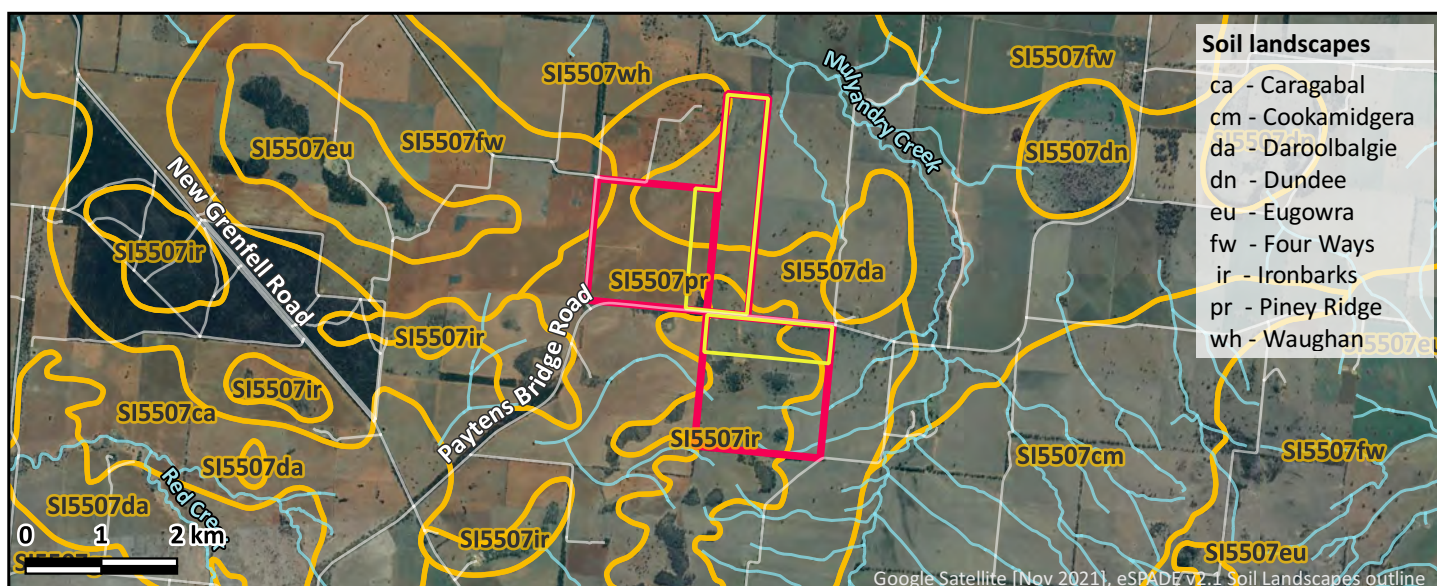 Soil landscapes
ca - Caragabal
cm - Cookamidgera
da - Daroolbalgie
dn - Dundee
eu - Eugowra
fw - Four Ways
ir - Ironbarks
pr - Piney Ridge
wh - Waughan
SI5507wh
SI5507fw
Mulyandry Creek
SI5507eu
SI5507fw
SI5507dn
New Grenfell Road
SI5507ir
SI5507pr
SI5507da
SI5507ir
Paytens Bridge Road
SI5507ir
SI5507ca
SI5507ir
SI5507cm
SI5507fw
SI5507da
Red Creek
SI5507da
SI5507ir
SI5507eu
0 1 2 km
Google Satellite [Nov 2021], eSPADE v2.1 Soil Landscapes outline